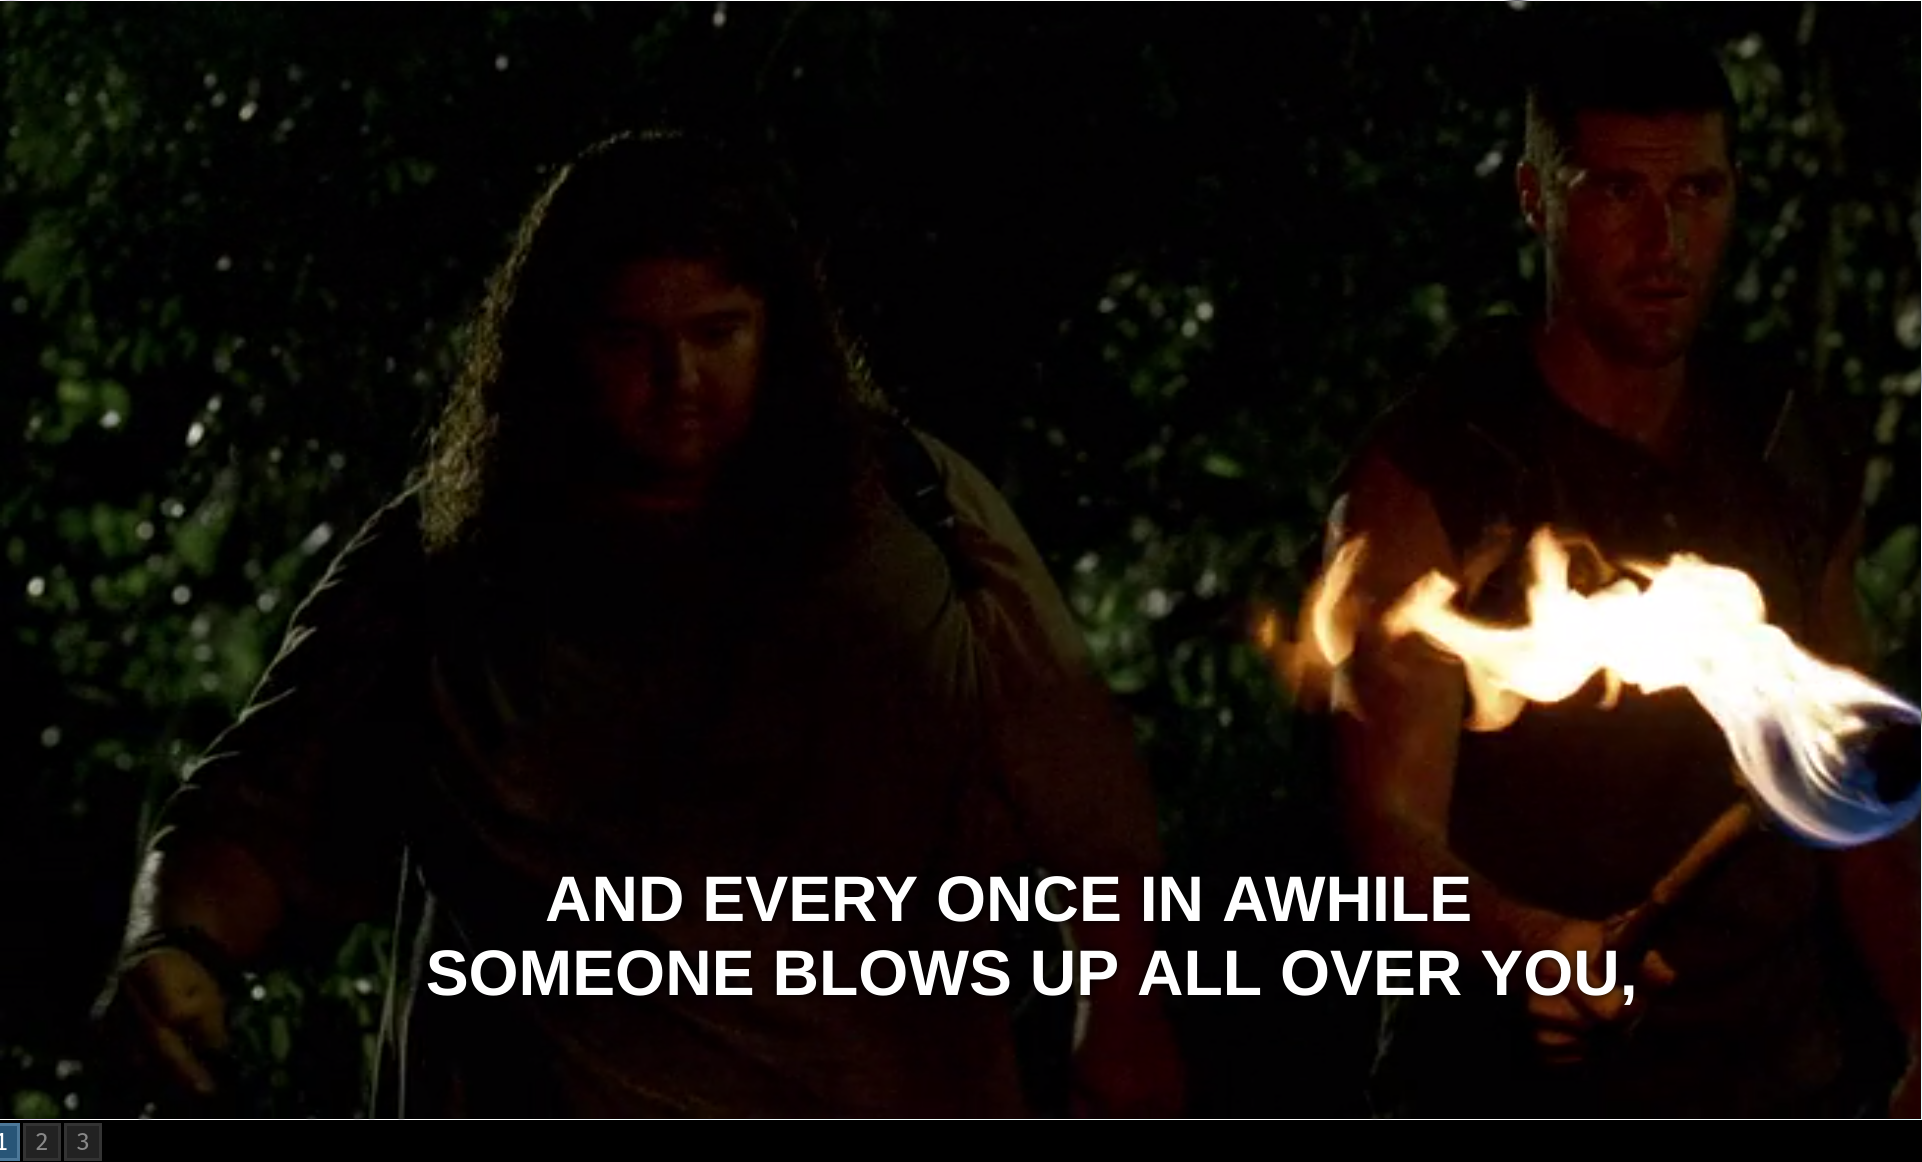 AND EVERY ONCE IN AWHILE
SOMEONE BLOWS UP ALL OVER YOU,
1 2 3